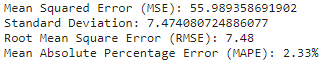 Mean Squared Error (MSE): 55.989358691902
Standard Deviation: 7.474080724886077
Root Mean Square Error (RMSE): 7.48
Mean Absolute Percentage Error (MAPE): 2.33%